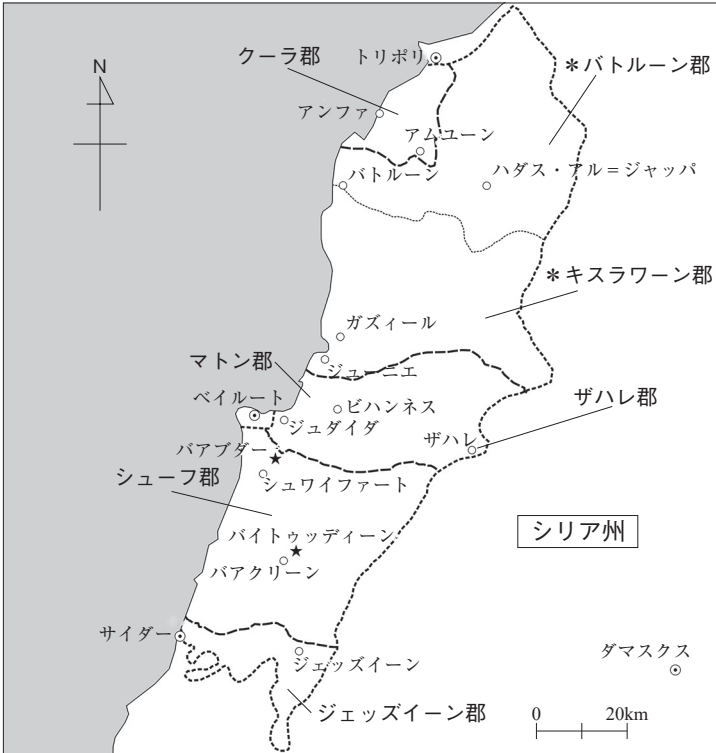 クーラ郡
トリポリ
N
＊バトルーン郡
アンファ
アムユーン
バトルーン
ハダス・アル＝ジャッパ
＊キスラワーン郡
ガズィール
マトン郡
ジューニエ
ベイルート
ビハンネス
ザハレ郡
ジュダイダ
バアブダー
ザハレ
シュワイファート
シューフ郡
シリア州
バイトゥッディーン
バアクリーン
サイダー
ジェッズイーン
ダマスクス
ジェッズイーン郡
0 20km